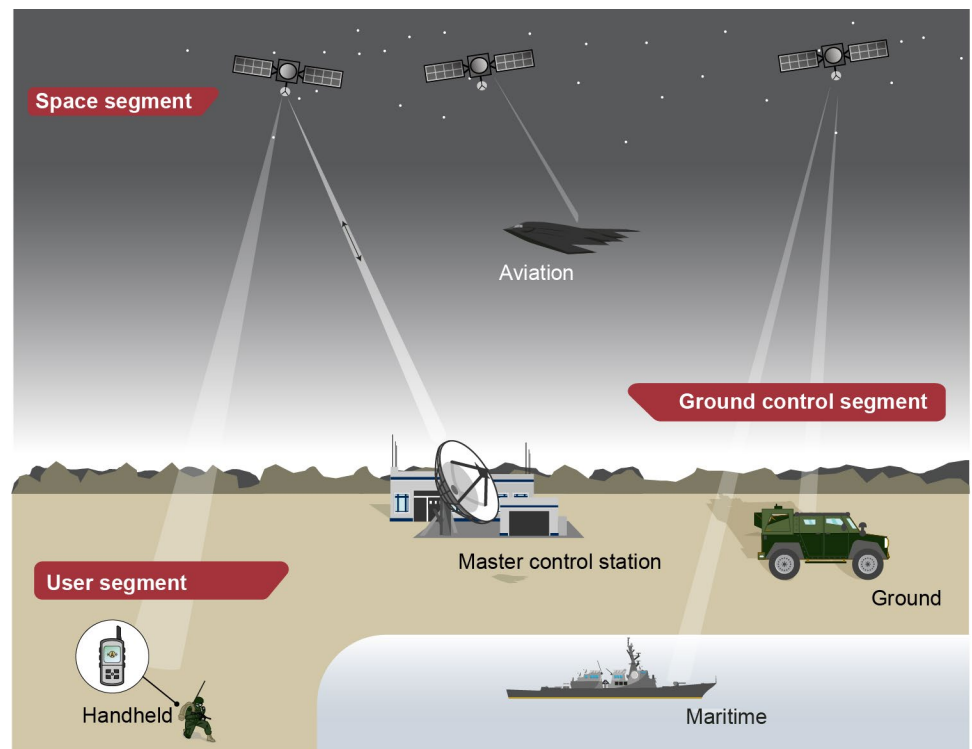 Space segment
Aviation
Ground control segment
Master control station
User segment
Ground
Handheld
Maritime